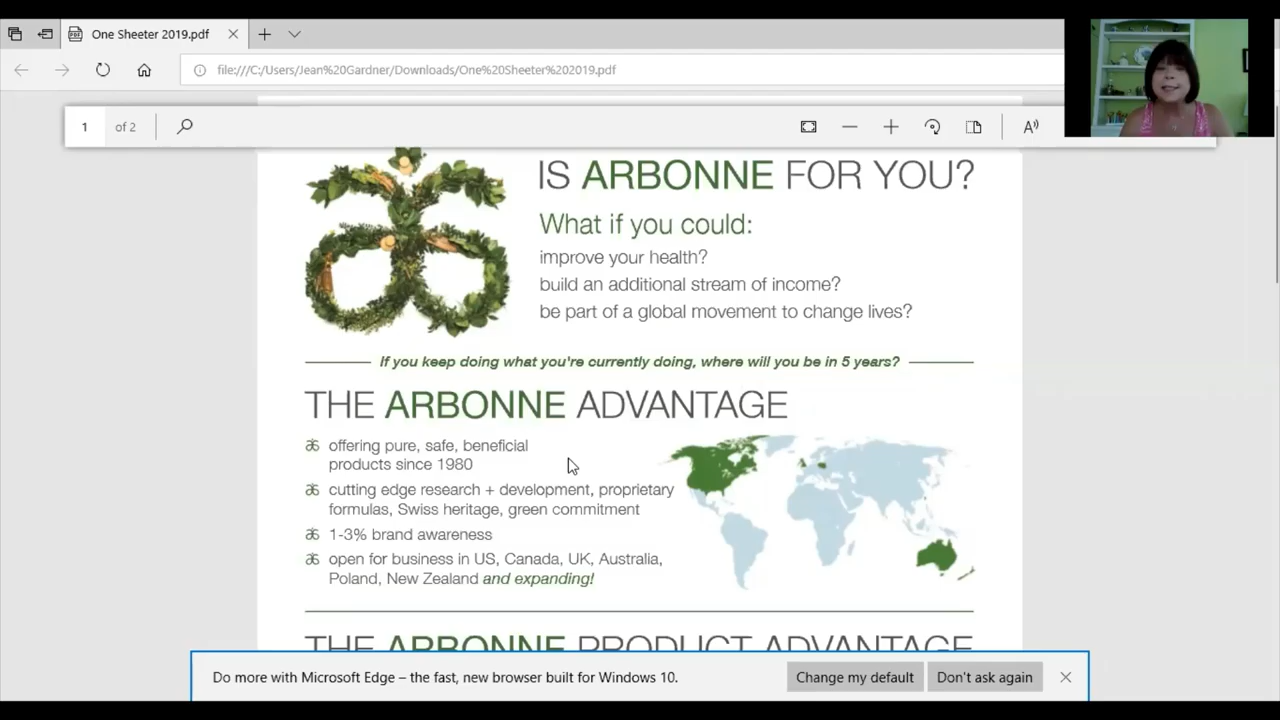 One Sheeter 2019.pdf
file:///C:/Users/Jean%20Gardner/Downloads/One%20Sheeter%202019.pdf
1 of 2
IS ARBONNE FOR YOU?
What if you could:
improve your health?
build an additional stream of income?
be part of a global movement to change lives?
If you keep doing what you're currently doing, where will you be in 5 years?
THE ARBONNE ADVANTAGE
offering pure, safe, beneficial
products since 1980
cutting edge research + development, proprietary
formulas, Swiss heritage, green commitment
1-3% brand awareness
open for business in US, Canada, UK, Australia,
Poland, New Zealand and expanding!
THE ARBONNE PRODUCT ADVANTAGE
Do more with Microsoft Edge – the fast, new browser built for Windows 10.
Change my default
Don't ask again